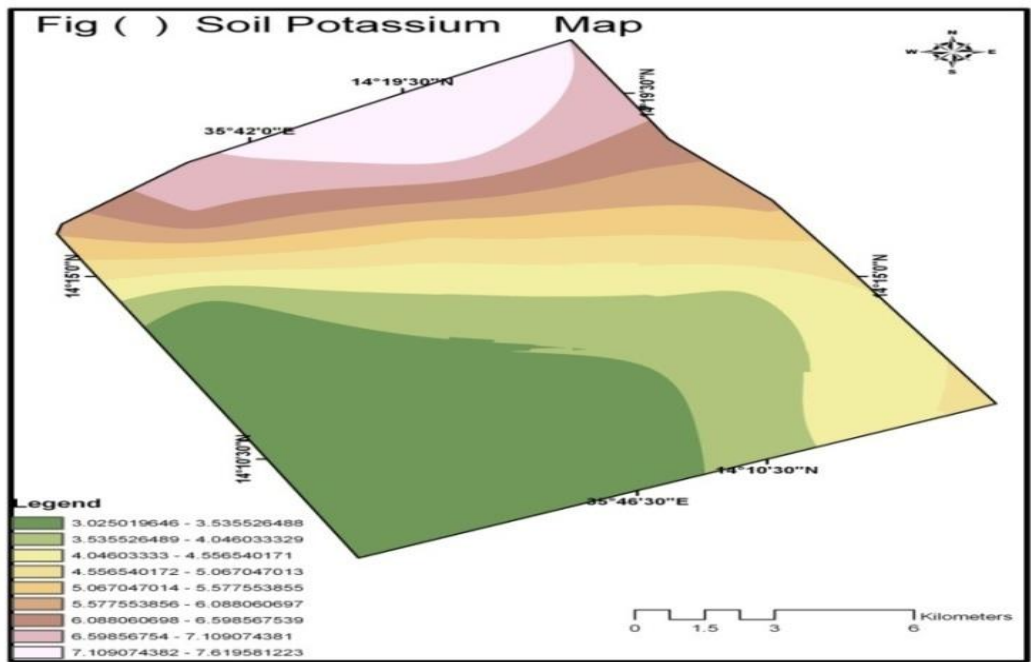 Fig ( ) Soil Potassium Map
N
W E
S
14°19'30"N
14°19'30"N
35°42'0"E
14°15'0"N
14°15'0"N
14°10'30"N
14°10'30"N
35°46'30"E
Legend
3.025019646 - 3.535526488
3.535526489 - 4.046033329
4.04603333 - 4.556540171
4.556540172 - 5.067047013
5.067047014 - 5.577553855
5.577553856 - 6.088060697
6.088060698 - 6.598567539
6.59856754 - 7.109074381
7.109074382 - 7.619581223
Kilometers
0 1.5 3 6